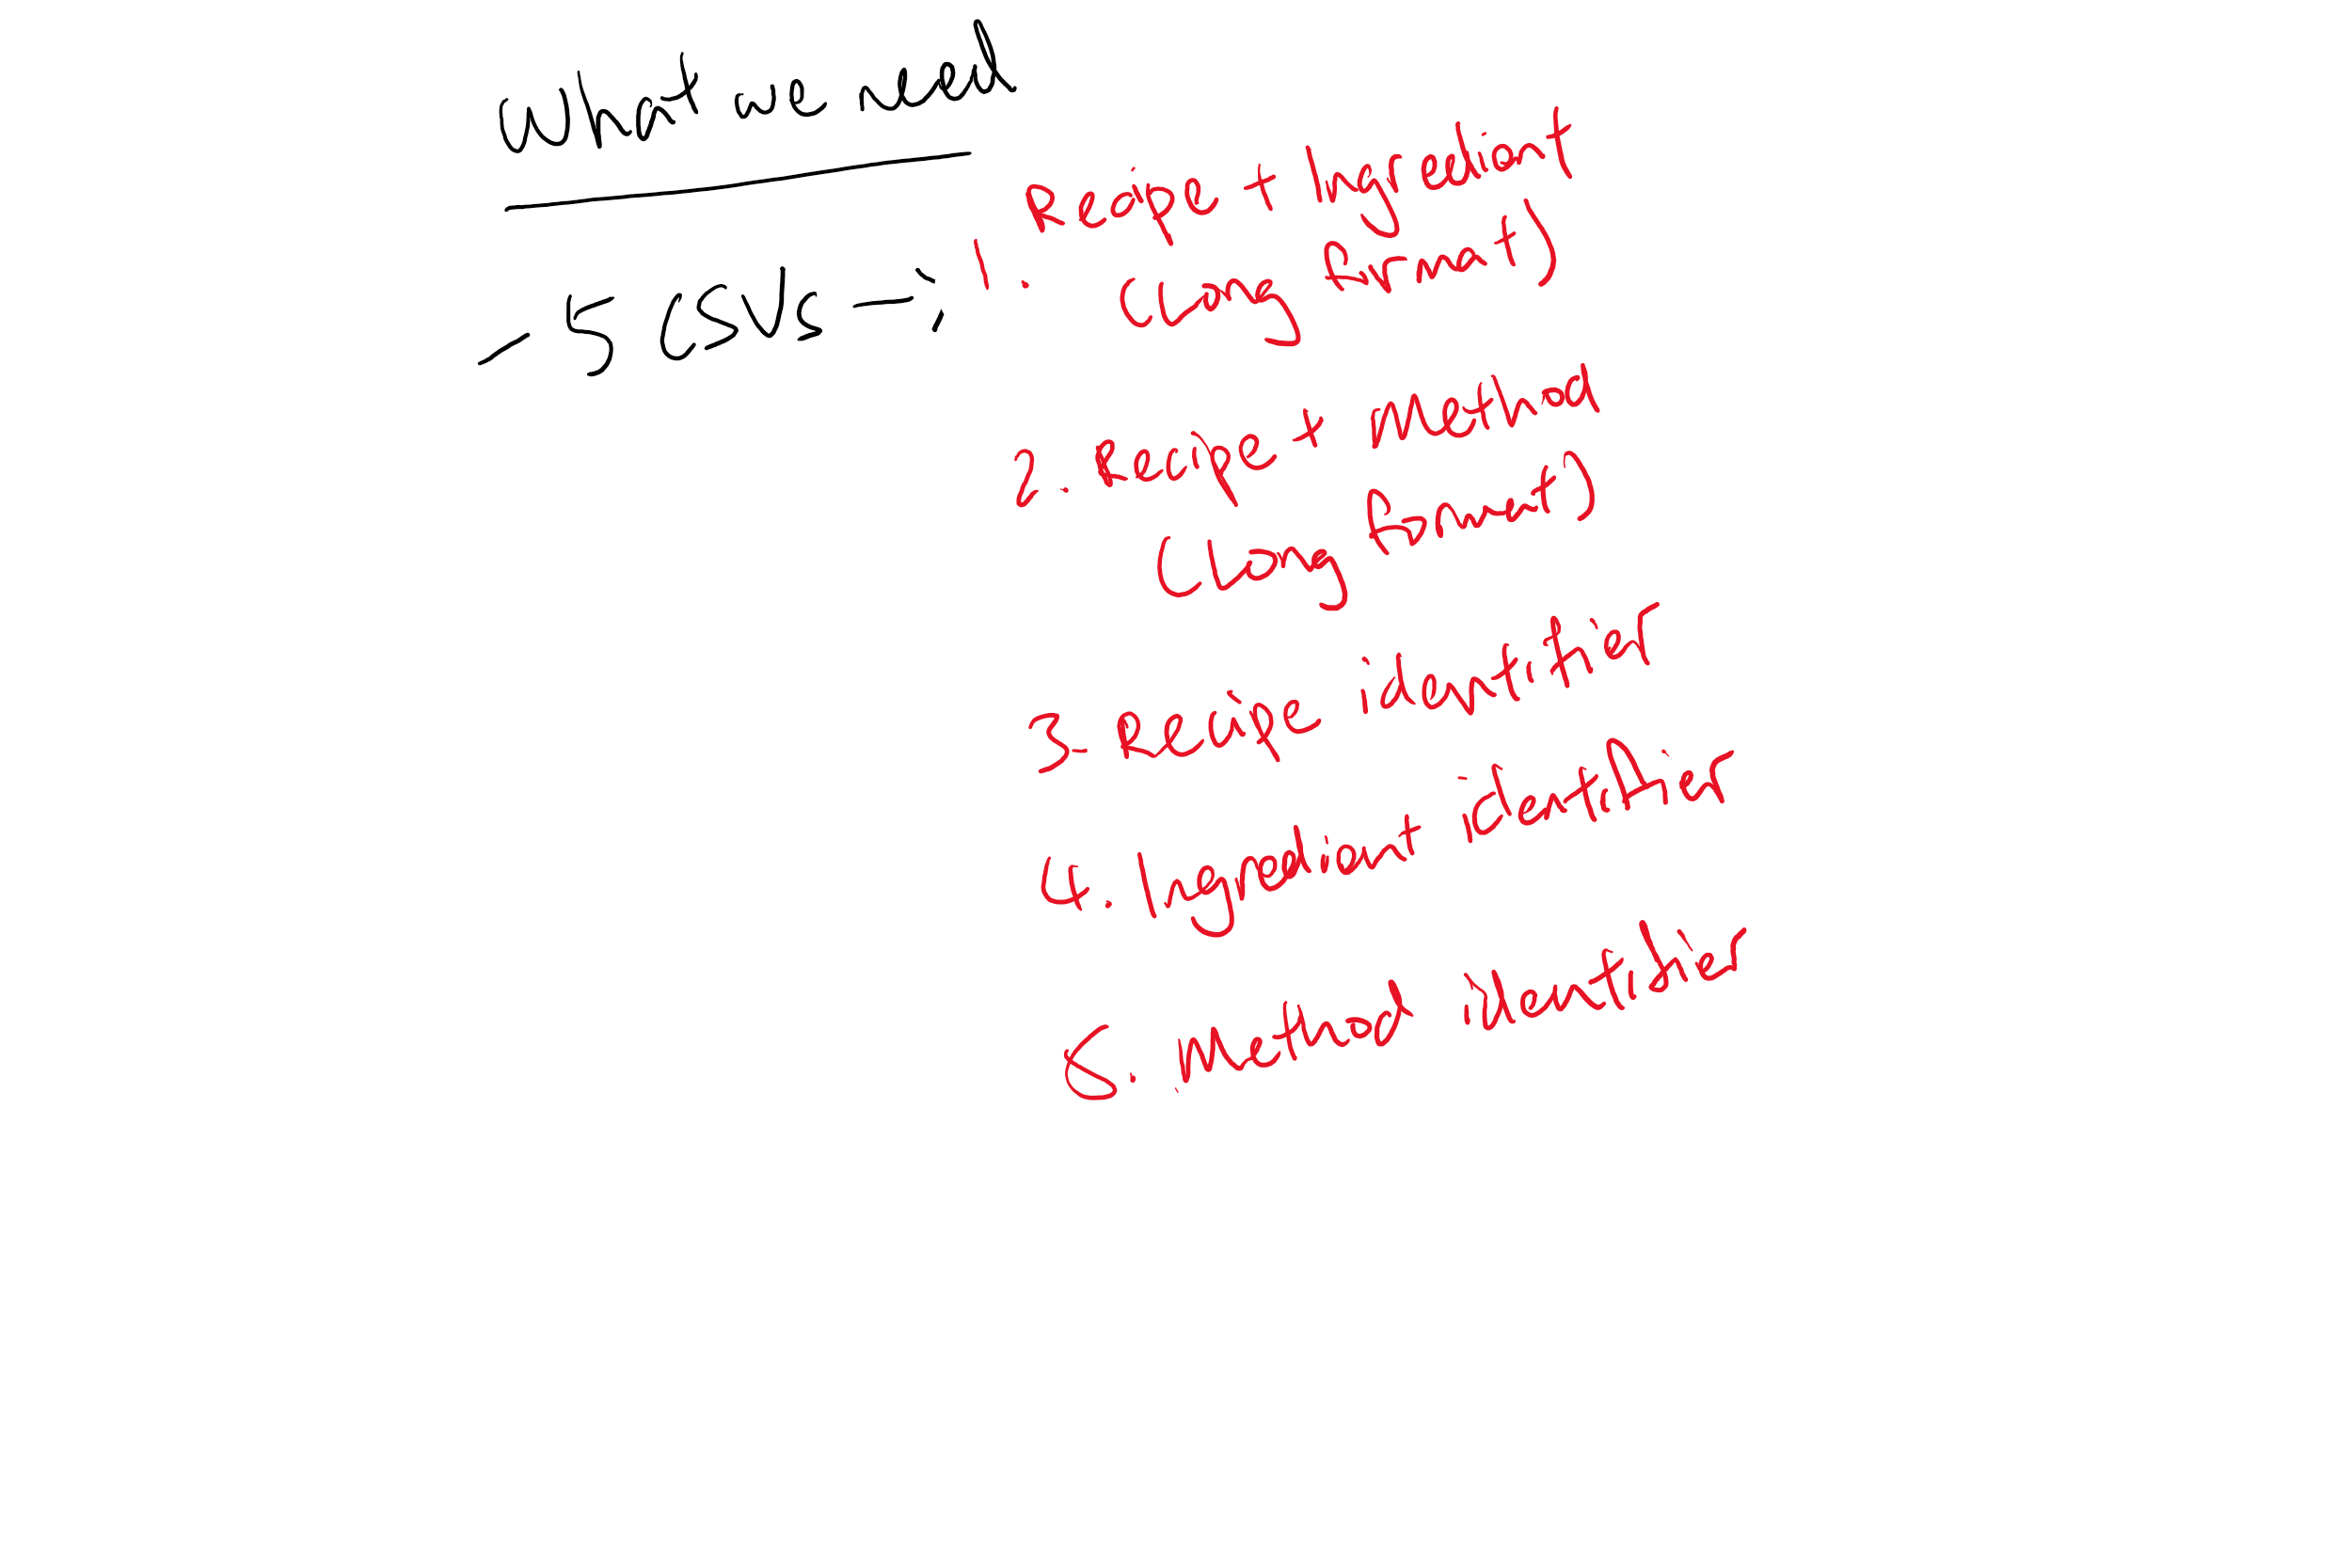 What we need
- 5 CSVs →
1. Recipe + Ingredient
(long format)
2. Recipe + Method
(long format)
3. Recipe identifier
4. Ingredient identifier
5. Method identifier